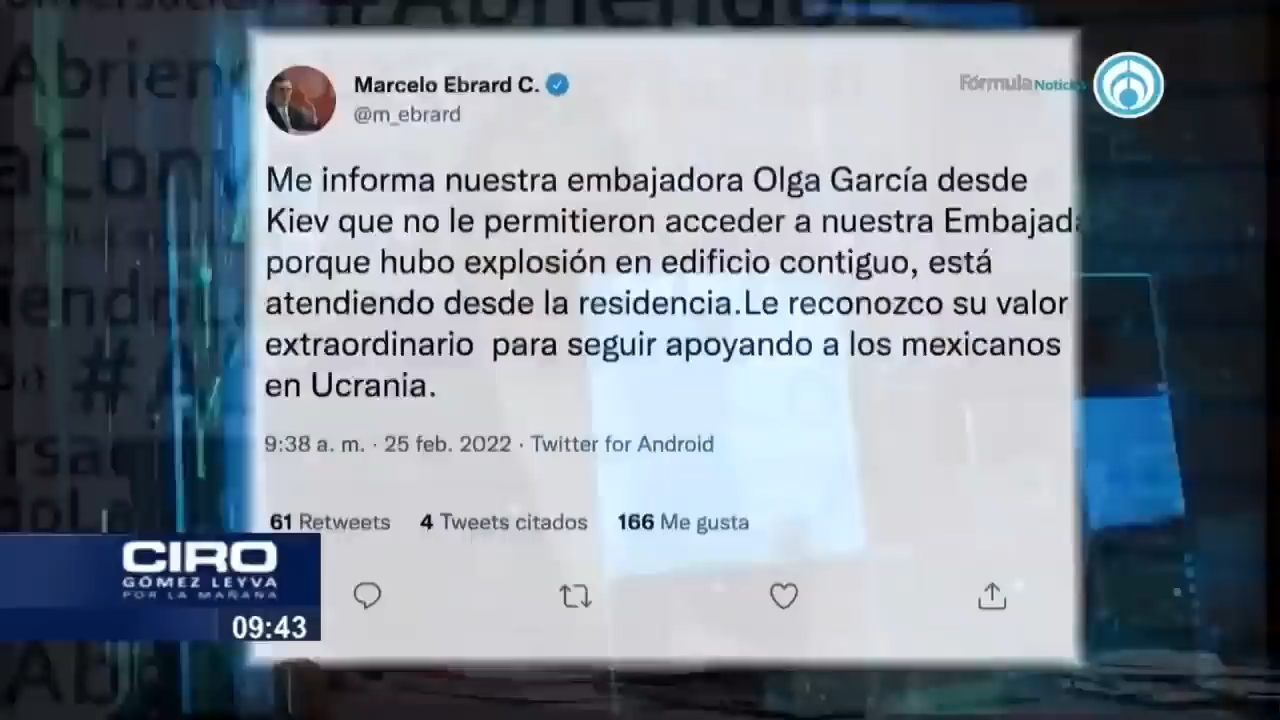 Marcelo Ebrard C.
@m_ebrard
Fórmula Noticias
Me informa nuestra embajadora Olga García desde
Kiev que no le permitieron acceder a nuestra Embajada
porque hubo explosión en edificio contiguo, está
atendiendo desde la residencia.Le reconozco su valor
extraordinario  para seguir apoyando a los mexicanos
en Ucrania.
9:38 a. m. · 25 feb. 2022 · Twitter for Android
61 Retweets 4 Tweets citados 166 Me gusta
CIRO
GÓMEZ LEYVA
POR LA MAÑANA
09:43